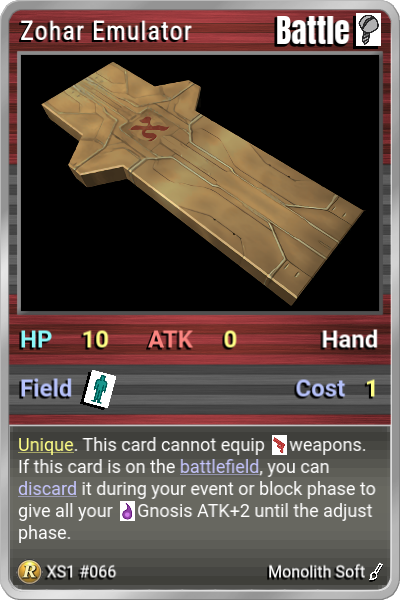 Zohar Emulator Battle
HP 10 ATK 0 Hand
Field Cost 1
Unique. This card cannot equip weapons.
If this card is on the battlefield, you can
discard it during your event or block phase to
give all your Gnosis ATK+2 until the adjust
phase.
R XS1 #066 Monolith Soft